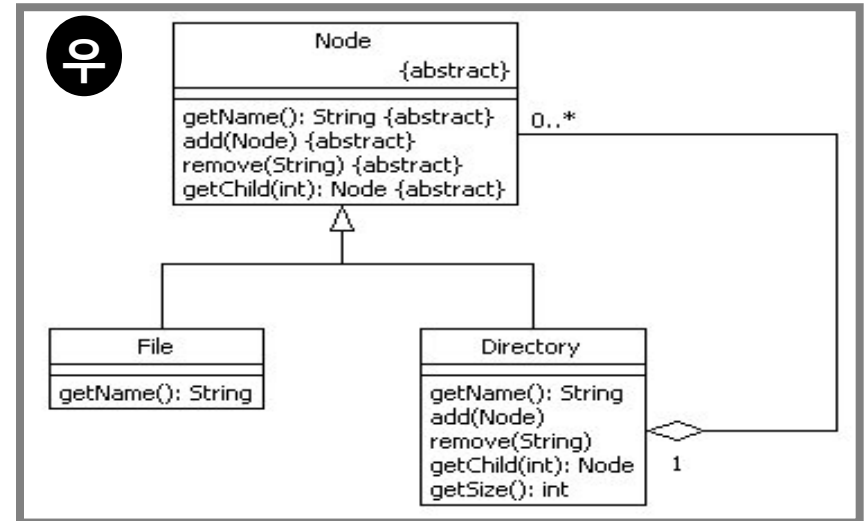 우
Node
{abstract}
getName(): String {abstract}
add(Node) {abstract}
remove(String) {abstract}
getChild(int): Node {abstract}
0..*
File
getName(): String
Directory
getName(): String
add(Node)
remove(String)
getChild(int): Node
getSize(): int
1